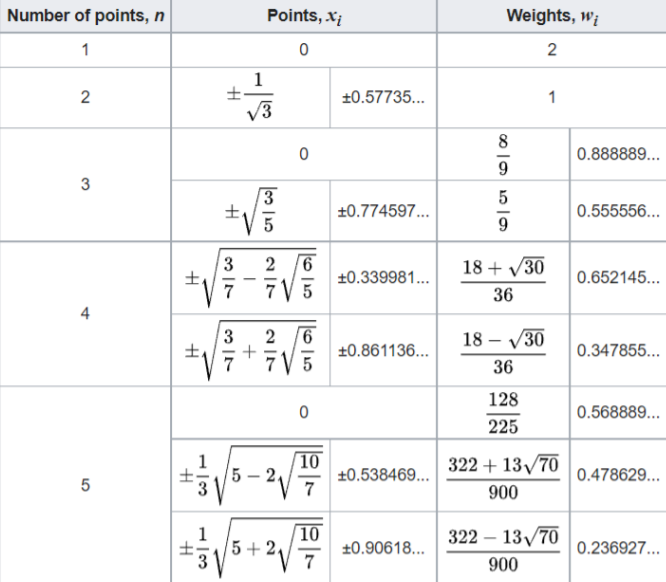 Number of points, n Points, xᵢ Weights, wᵢ
1 0 2
2 ±1/√3 ±0.57735... 1
3 0 8/9 0.888889...
±√(3/5) ±0.774597... 5/9 0.555556...
4 ±√(3/7 − 2/7 √(6/5)) ±0.339981... (18 + √30)/36 0.652145...
±√(3/7 + 2/7 √(6/5)) ±0.861136... (18 − √30)/36 0.347855...
5 0 128/225 0.568889...
±1/3 √(5 − 2√(10/7)) ±0.538469... (322 + 13√70)/900 0.478629...
±1/3 √(5 + 2√(10/7)) ±0.90618... (322 − 13√70)/900 0.236927...